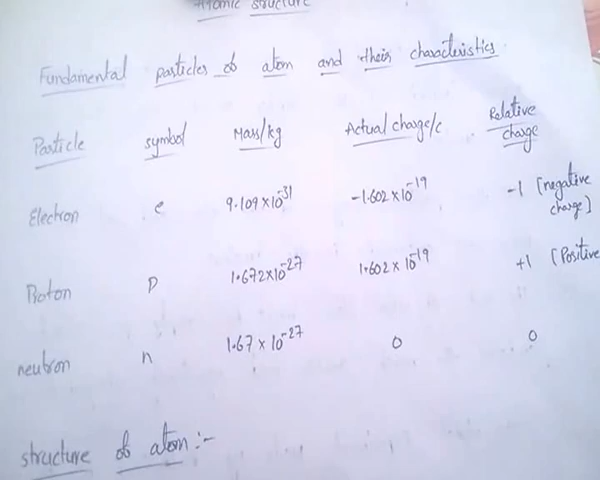 Atomic structure
Fundamental particles of atom and their characteristics.
Particle symbol Mass/kg Actual charge/c Relative charge
Electron e 9.109×10⁻³¹ -1.602×10⁻¹⁹ -1 (negative charge)
Proton p 1.672×10⁻²⁷ 1.602×10⁻¹⁹ +1 (Positive
neutron n 1.67×10⁻²⁷ 0 0
structure of atom:-